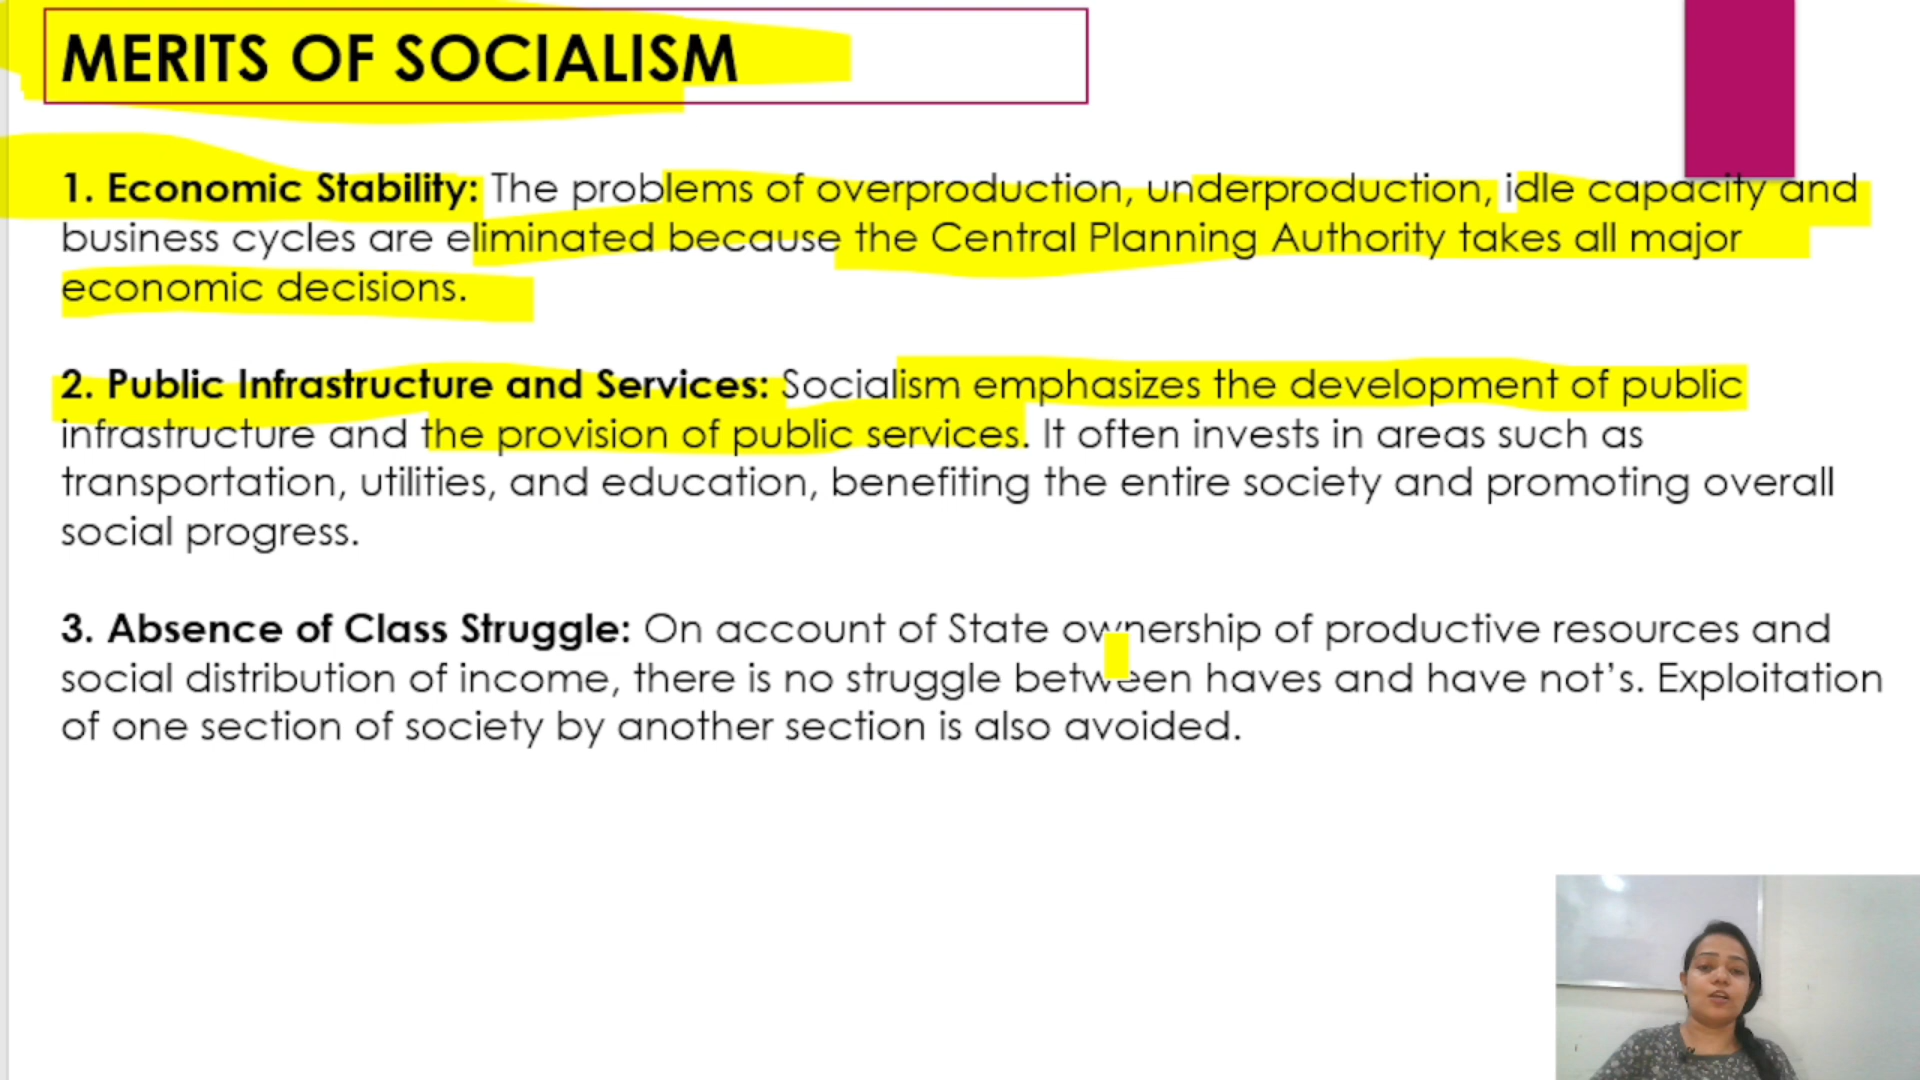 MERITS OF SOCIALISM
1. Economic Stability: The problems of overproduction, underproduction, idle capacity and
business cycles are eliminated because the Central Planning Authority takes all major
economic decisions.
2. Public Infrastructure and Services: Socialism emphasizes the development of public
infrastructure and the provision of public services. It often invests in areas such as
transportation, utilities, and education, benefiting the entire society and promoting overall
social progress.
3. Absence of Class Struggle: On account of State ownership of productive resources and
social distribution of income, there is no struggle between haves and have not’s. Exploitation
of one section of society by another section is also avoided.